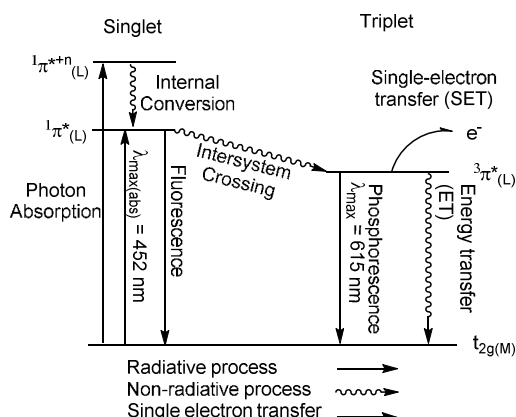 Singlet
Triplet
1π*+n(L)
Internal
Conversion
Single-electron
transfer (SET)
e-
1π*(L)
Intersystem
Crossing
3π*(L)
Photon
Absorption
λmax(abs) = 452 nm
Fluorescence
Phosphorescence
λmax = 615 nm
Energy transfer
(ET)
t2g(M)
Radiative process
Non-radiative process
Single electron transfer